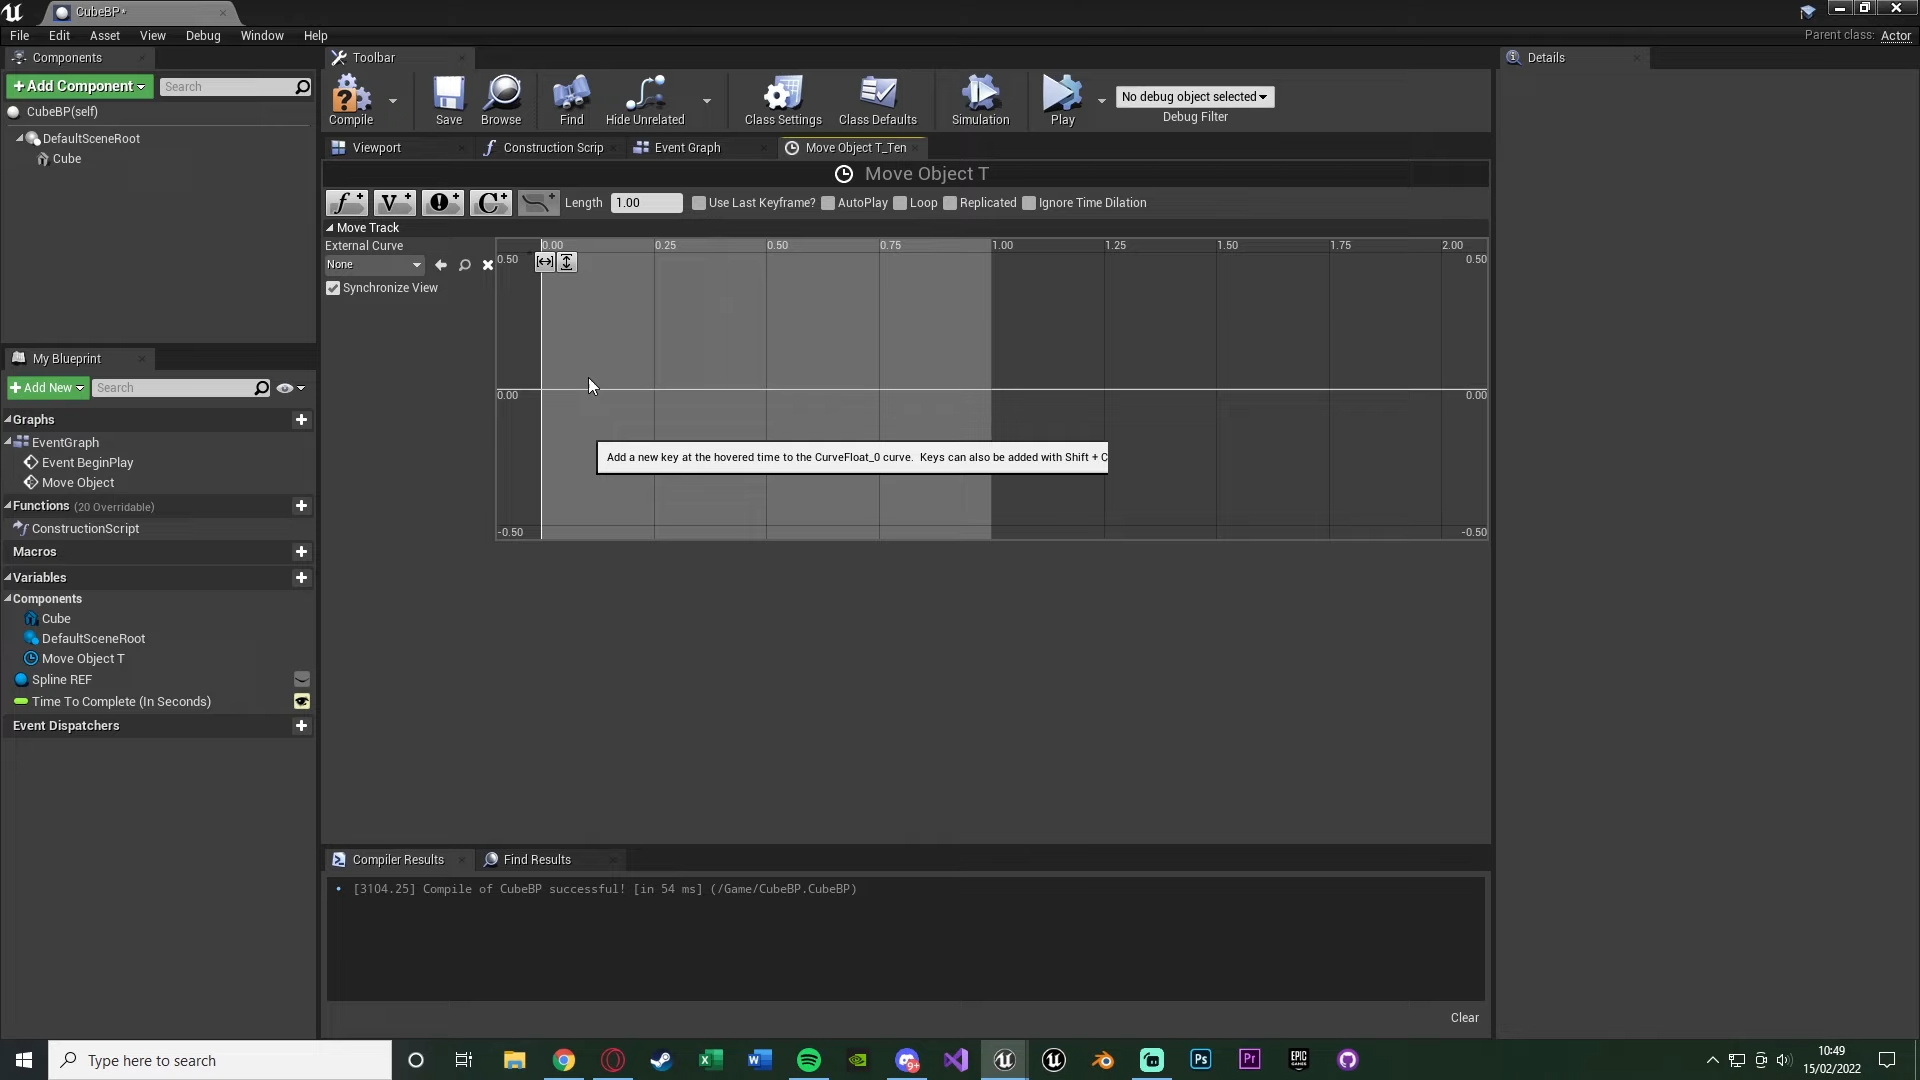 CubeBP*
File Edit Asset View Debug Window Help
Parent class: Actor
Components
+Add Component
Search
CubeBP(self)
DefaultSceneRoot
Cube
Toolbar
Compile
Save
Browse
Find
Hide Unrelated
Class Settings
Class Defaults
Simulation
Play
No debug object selected
Debug Filter
Details
Viewport
Construction Scrip
Event Graph
Move Object T_Ten
Move Object T
Length 1.00 Use Last Keyframe? AutoPlay Loop Replicated Ignore Time Dilation
Move Track
External Curve
None
Synchronize View
0.00 0.25 0.50 0.75 1.00 1.25 1.50 1.75 2.00
0.50 0.50
0.00 0.00
-0.50 -0.50
Add a new key at the hovered time to the CurveFloat_0 curve. Keys can also be added with Shift + C
My Blueprint
+Add New
Search
Graphs
EventGraph
Event BeginPlay
Move Object
Functions (20 Overridable)
ConstructionScript
Macros
Variables
Components
Cube
DefaultSceneRoot
Move Object T
Spline REF
Time To Complete (In Seconds)
Event Dispatchers
Compiler Results
Find Results
[3104.25] Compile of CubeBP successful! [in 54 ms] (/Game/CubeBP.CubeBP)
Clear
Type here to search
Ps
Pr
EPIC GAMES
10:49
15/02/2022